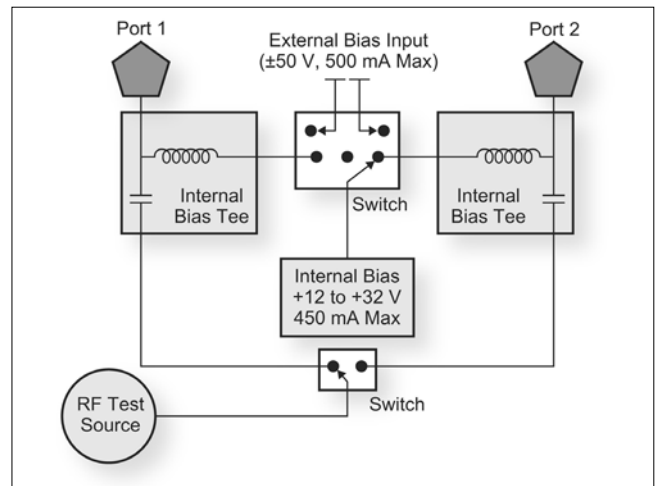 Port 1
External Bias Input
(±50 V, 500 mA Max)
Port 2
Internal
Bias Tee
Switch
Internal
Bias Tee
Internal Bias
+12 to +32 V
450 mA Max
RF Test
Source
Switch